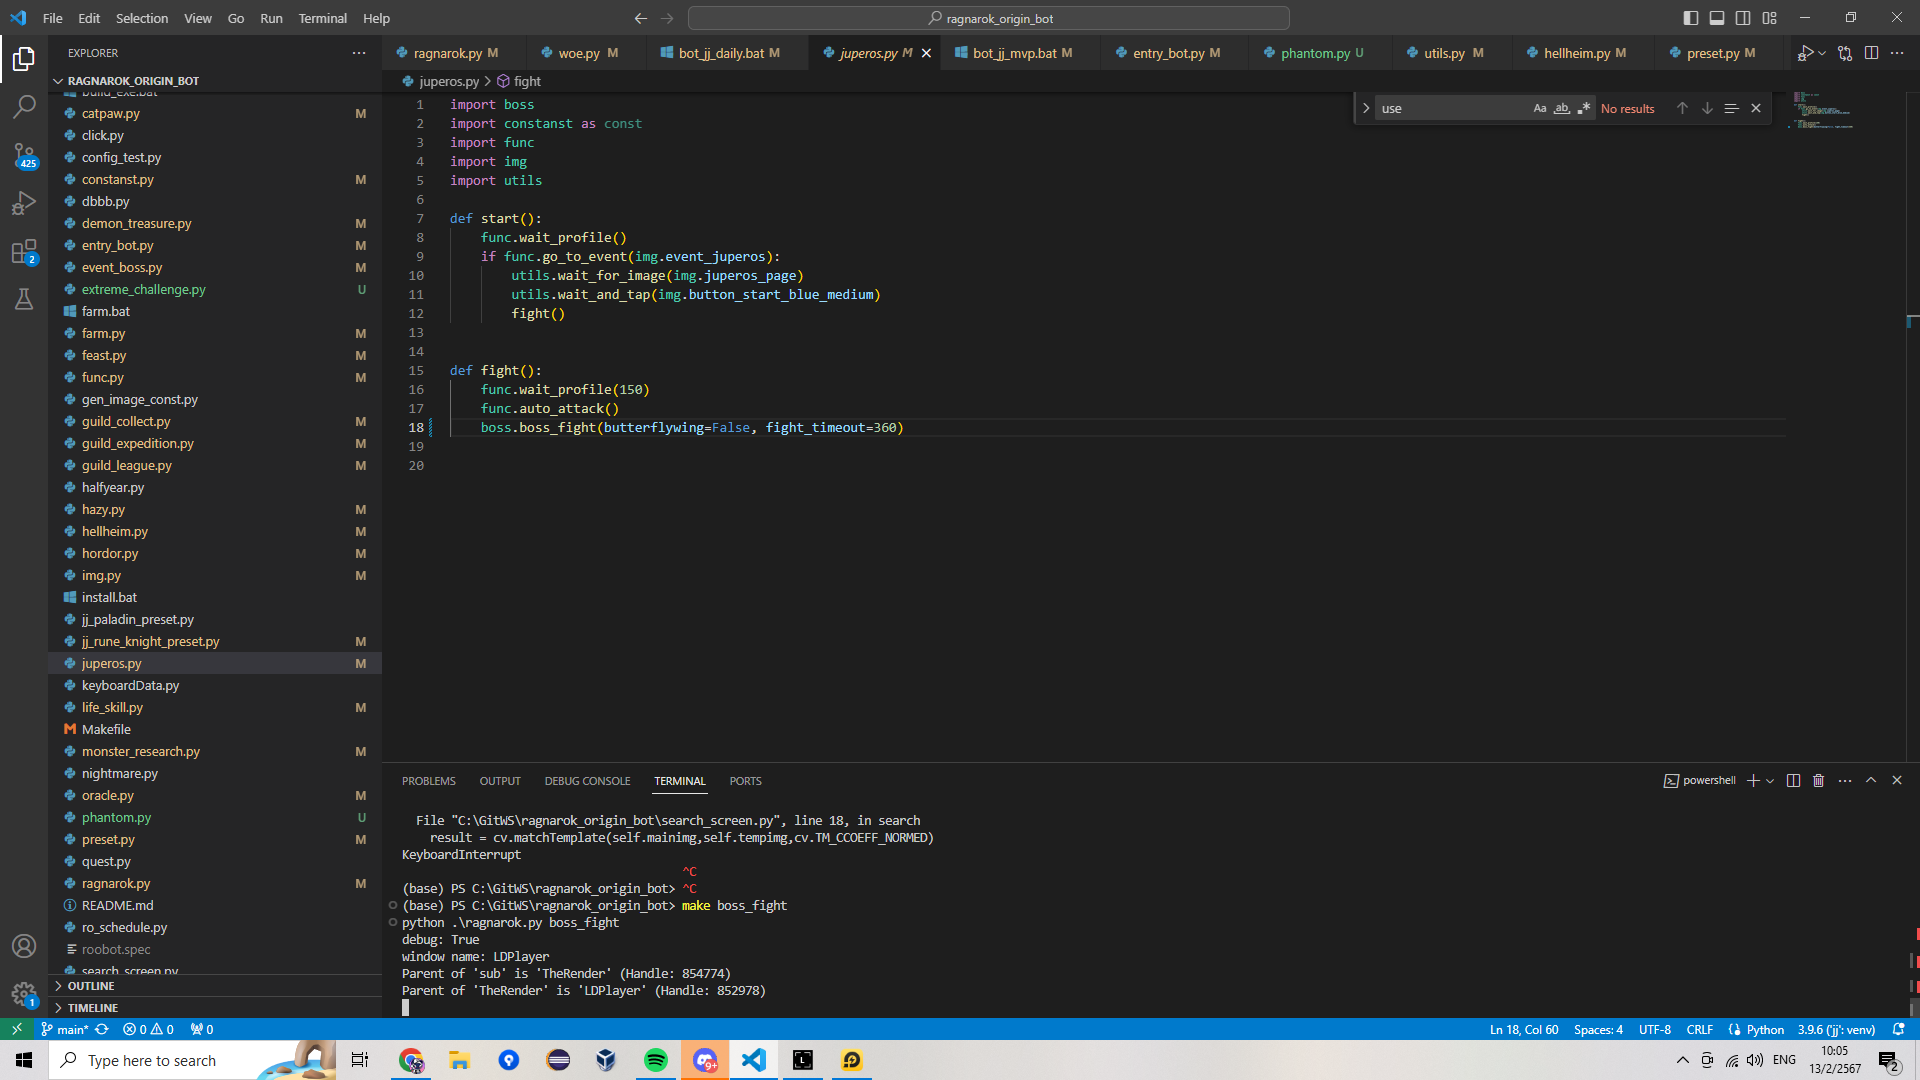 File Edit Selection View Go Run Terminal Help
ragnarok_origin_bot
EXPLORER
RAGNAROK_ORIGIN_BOT
build_exe.bat
catpaw.py M
click.py
config_test.py
constanst.py M
dbbb.py
demon_treasure.py M
entry_bot.py M
event_boss.py M
extreme_challenge.py U
farm.bat
farm.py M
feast.py M
func.py M
gen_image_const.py
guild_collect.py M
guild_expedition.py M
guild_league.py M
halfyear.py
hazy.py M
hellheim.py M
hordor.py M
img.py M
install.bat
jj_paladin_preset.py
jj_rune_knight_preset.py M
juperos.py M
keyboardData.py
life_skill.py M
Makefile
monster_research.py M
nightmare.py
oracle.py M
phantom.py U
preset.py M
quest.py
ragnarok.py M
README.md
ro_schedule.py
roobot.spec
search_screen.py
OUTLINE
TIMELINE
425
2
1
ragnarok.py M woe.py M bot_jj_daily.bat M juperos.py M bot_jj_mvp.bat M entry_bot.py M phantom.py U utils.py M hellheim.py M preset.py M
juperos.py > fight
use Aa ab .* No results
1 import boss
2 import constanst as const
3 import func
4 import img
5 import utils
6
7 def start():
8 func.wait_profile()
9 if func.go_to_event(img.event_juperos):
10 utils.wait_for_image(img.juperos_page)
11 utils.wait_and_tap(img.button_start_blue_medium)
12 fight()
13
14
15 def fight():
16 func.wait_profile(150)
17 func.auto_attack()
18 boss.boss_fight(butterflywing=False, fight_timeout=360)
19
20
PROBLEMS OUTPUT DEBUG CONSOLE TERMINAL PORTS
powershell
File "C:\GitWS\ragnarok_origin_bot\search_screen.py", line 18, in search
result = cv.matchTemplate(self.mainimg,self.tempimg,cv.TM_CCOEFF_NORMED)
KeyboardInterrupt
^C
(base) PS C:\GitWS\ragnarok_origin_bot> ^C
(base) PS C:\GitWS\ragnarok_origin_bot> make boss_fight
python .\ragnarok.py boss_fight
debug: True
window name: LDPlayer
Parent of 'sub' is 'TheRender' (Handle: 854774)
Parent of 'TheRender' is 'LDPlayer' (Handle: 852978)
main* 0 0 0
Ln 18, Col 60 Spaces: 4 UTF-8 CRLF Python 3.9.6 ('jj': venv)
Type here to search
9+
ENG
10:05
13/2/2567
2